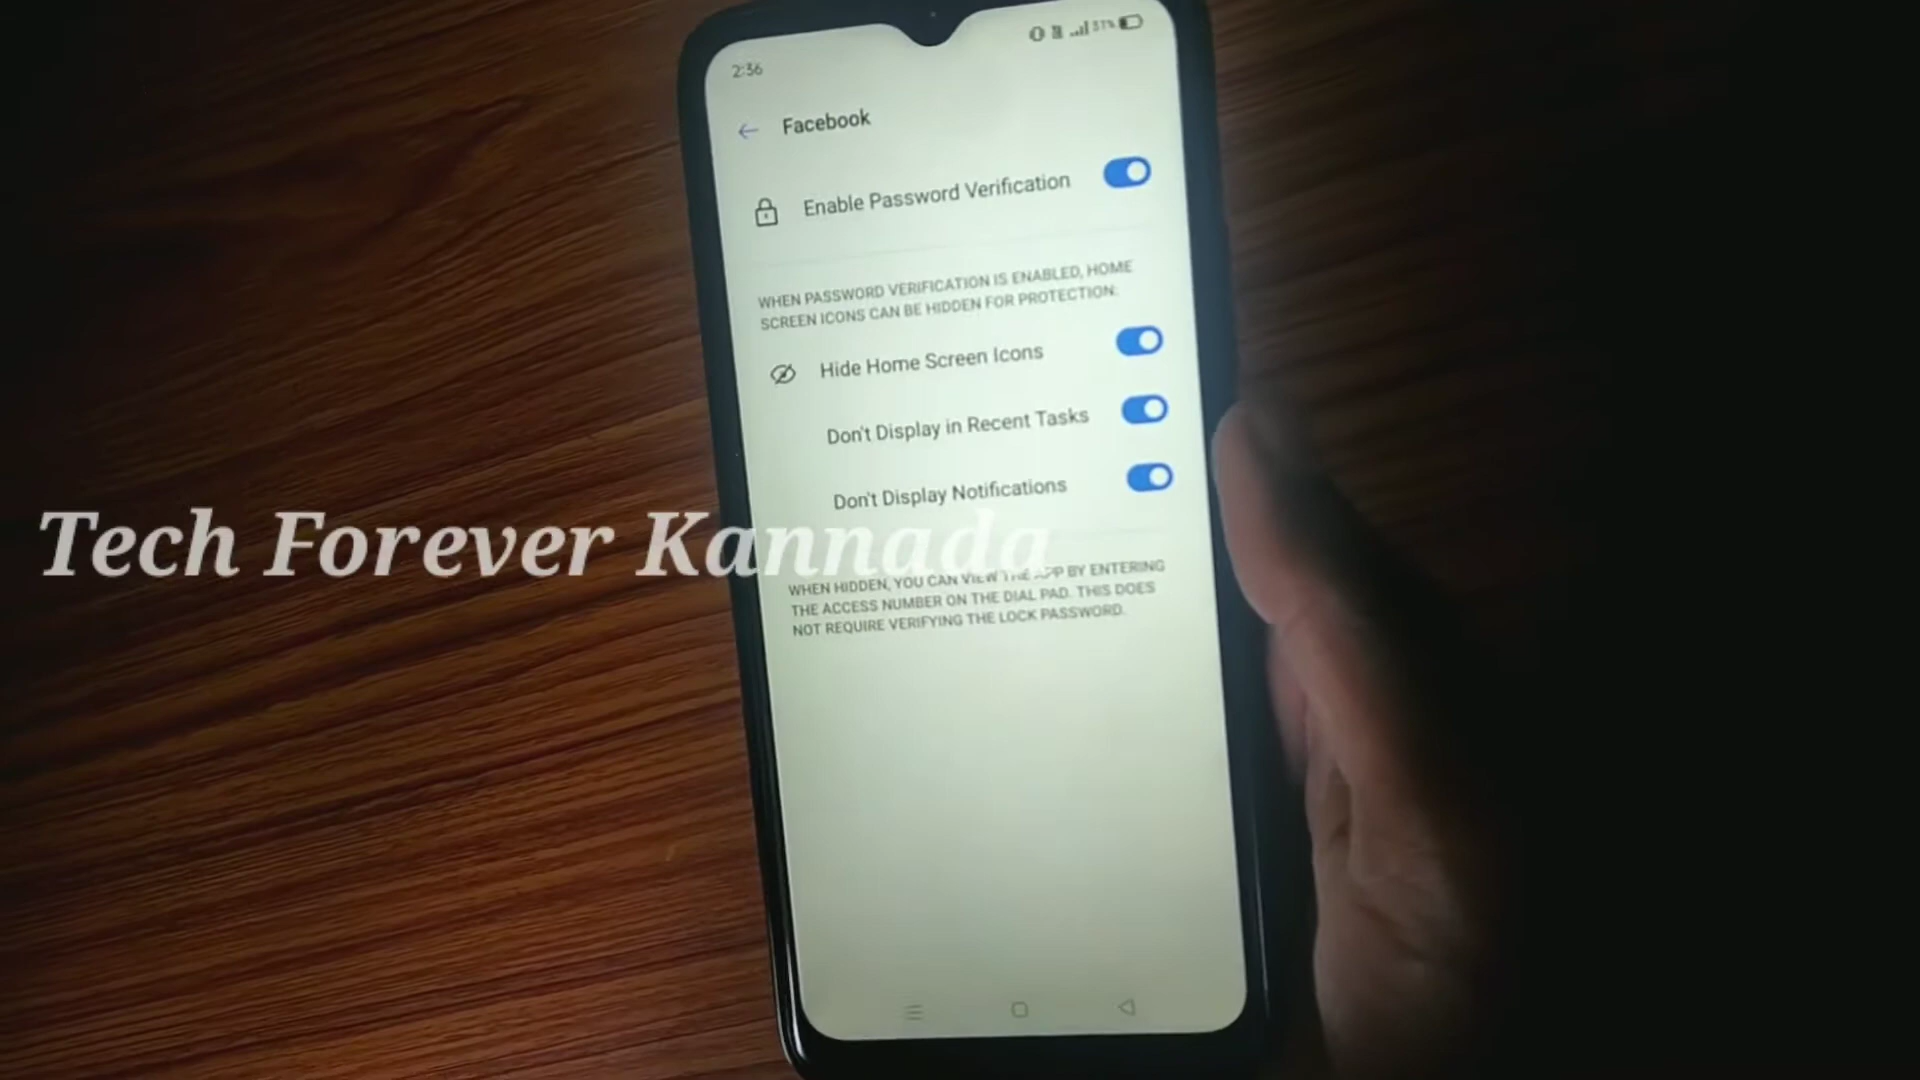 2:36
37%
Facebook
Enable Password Verification
WHEN PASSWORD VERIFICATION IS ENABLED, HOME
SCREEN ICONS CAN BE HIDDEN FOR PROTECTION:
Hide Home Screen Icons
Don't Display in Recent Tasks
Don't Display Notifications
Tech Forever Kannada
WHEN HIDDEN, YOU CAN VIEW THE APP BY ENTERING
THE ACCESS NUMBER ON THE DIAL PAD. THIS DOES
NOT REQUIRE VERIFYING THE LOCK PASSWORD.